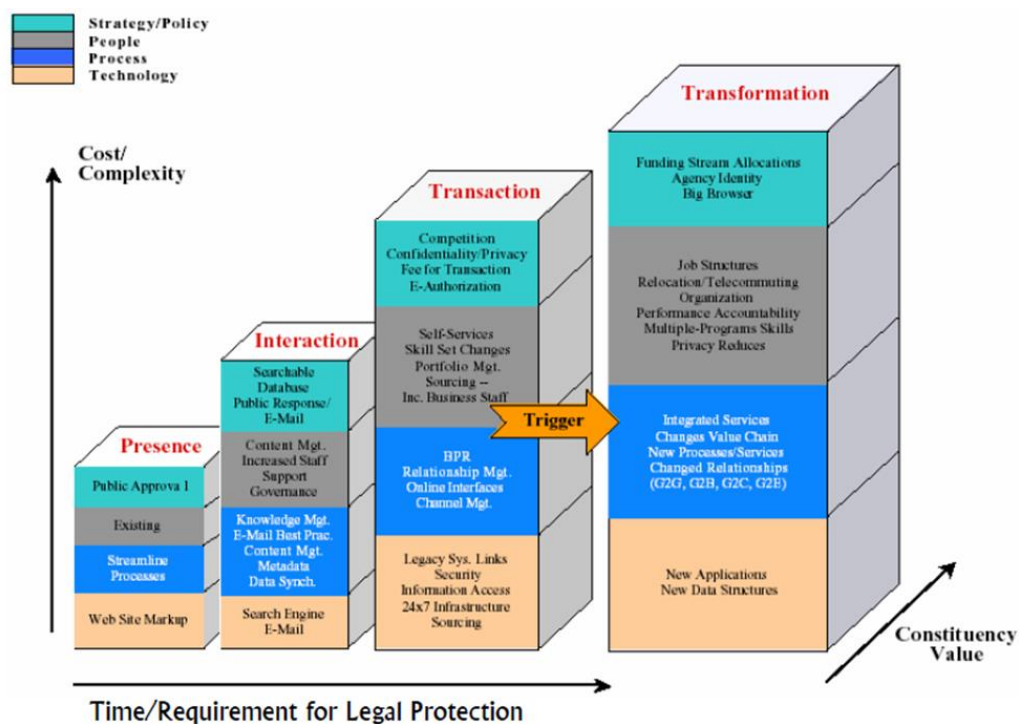 Strategy/Policy
People
Process
Technology
Cost/
Complexity
Presence
Public Approva 1
Existing
Streamline
Processes
Web Site Markup
Interaction
Searchable
Database
Public Response/
E-Mail
Content Mgt.
Increased Staff
Support
Governance
Knowledge Mgt.
E-Mail Best Prac.
Content Mgt.
Metadata
Data Synch.
Search Engine
E-Mail
Transaction
Competition
Confidentiality/Privacy
Fee for Transaction
E-Authorization
Self-Services
Skill Set Changes
Portfolio Mgt.
Sourcing --
Inc. Business Staff
BPR
Relationship Mgt.
Online Interfaces
Channel Mgt.
Legacy Sys. Links
Security
Information Access
24x7 Infrastructure
Sourcing
Trigger
Transformation
Funding Stream Allocations
Agency Identity
Big Browser
Job Structures
Relocation/Telecommuting
Organization
Performance Accountability
Multiple-Programs Skills
Privacy Reduces
Integrated Services
Changes Value Chain
New Processes/Services
Changed Relationships
(G2G, G2B, G2C, G2E)
New Applications
New Data Structures
Constituency
Value
Time/Requirement for Legal Protection